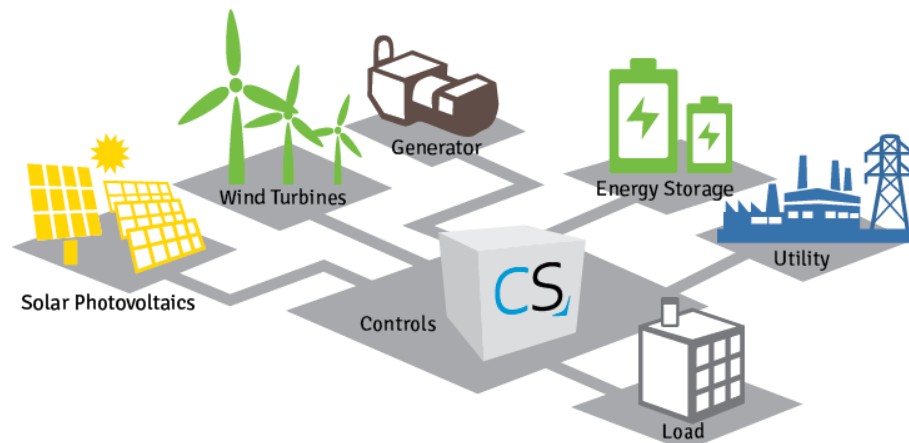 Generator
Wind Turbines
Energy Storage
Utility
Solar Photovoltaics
Controls
CS
Load